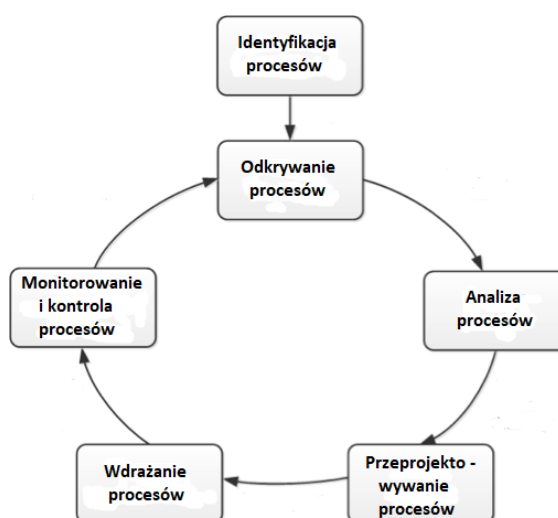 Identyfikacja
procesów
Odkrywanie
procesów
Analiza
procesów
Przeprojekto -
wywanie
procesów
Wdrażanie
procesów
Monitorowanie
i kontrola
procesów